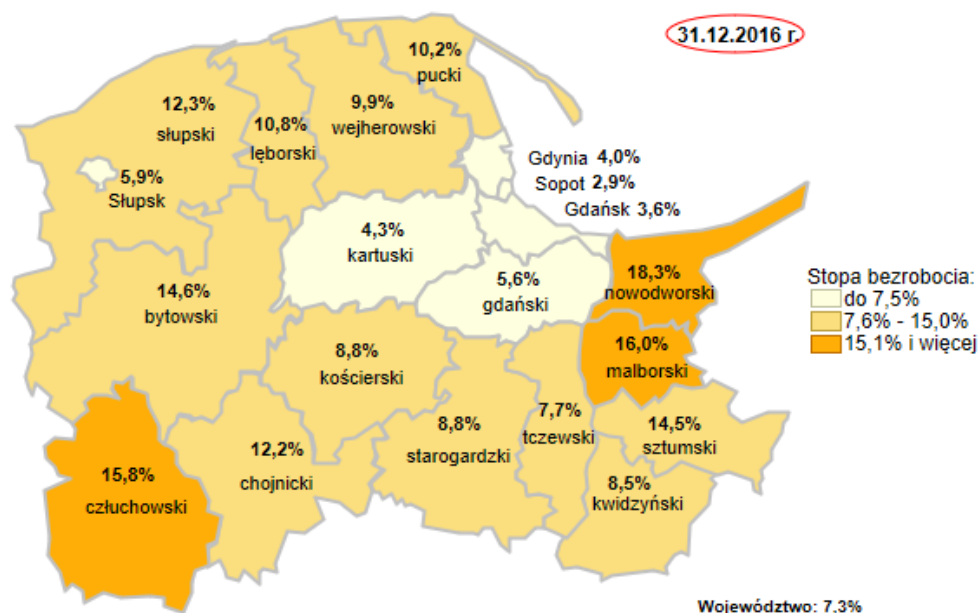 31.12.2016 r.
10,2%
pucki
12,3%
słupski
10,8%
lęborski
9,9%
wejherowski
5,9%
Słupsk
Gdynia 4,0%
Sopot 2,9%
Gdańsk 3,6%
4,3%
kartuski
5,6%
gdański
18,3%
nowodworski
Stopa bezrobocia:
do 7,5%
7,6% - 15,0%
15,1% i więcej
14,6%
bytowski
16,0%
malborski
8,8%
kościerski
7,7%
tczewski
8,8%
starogardzki
14,5%
sztumski
12,2%
chojnicki
15,8%
człuchowski
8,5%
kwidzyński
Województwo: 7,3%